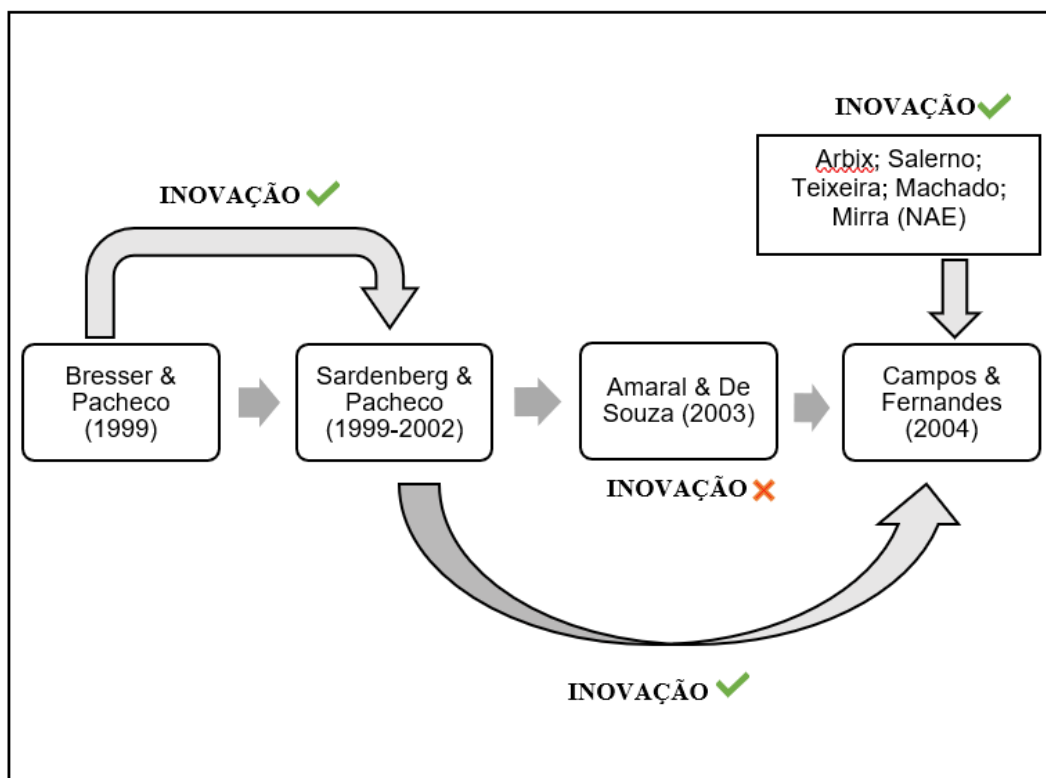 INOVAÇÃO
Arbix; Salerno;
Teixeira; Machado;
Mirra (NAE)
INOVAÇÃO
Bresser &
Pacheco
(1999)
Sardenberg &
Pacheco
(1999-2002)
Amaral & De
Souza (2003)
Campos &
Fernandes
(2004)
INOVAÇÃO
INOVAÇÃO